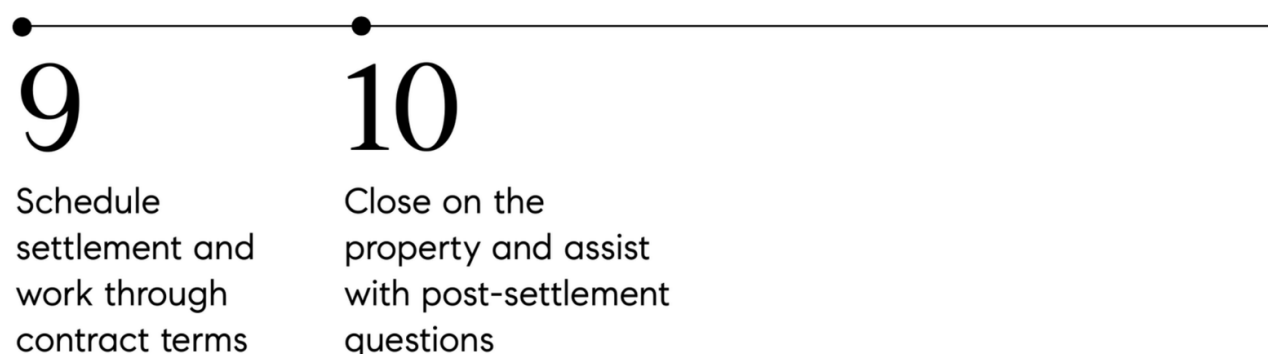 9
Schedule
settlement and
work through
contract terms
10
Close on the
property and assist
with post-settlement
questions